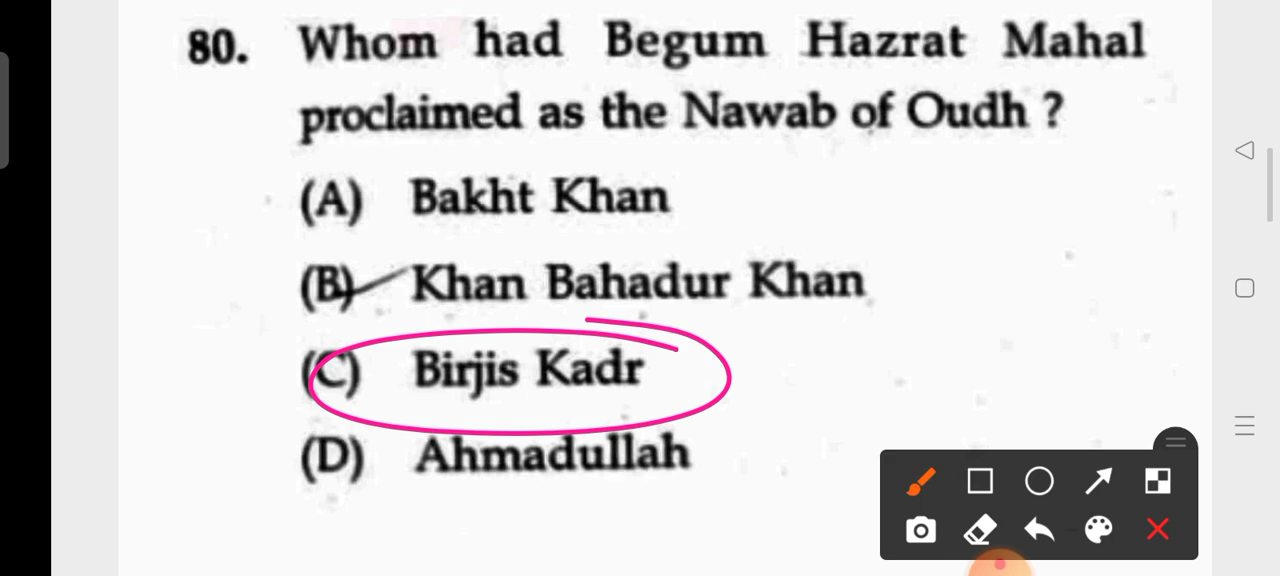 80. Whom had Begum Hazrat Mahal
proclaimed as the Nawab of Oudh ?
(A) Bakht Khan
(B) Khan Bahadur Khan
(C) Birjis Kadr
(D) Ahmadullah